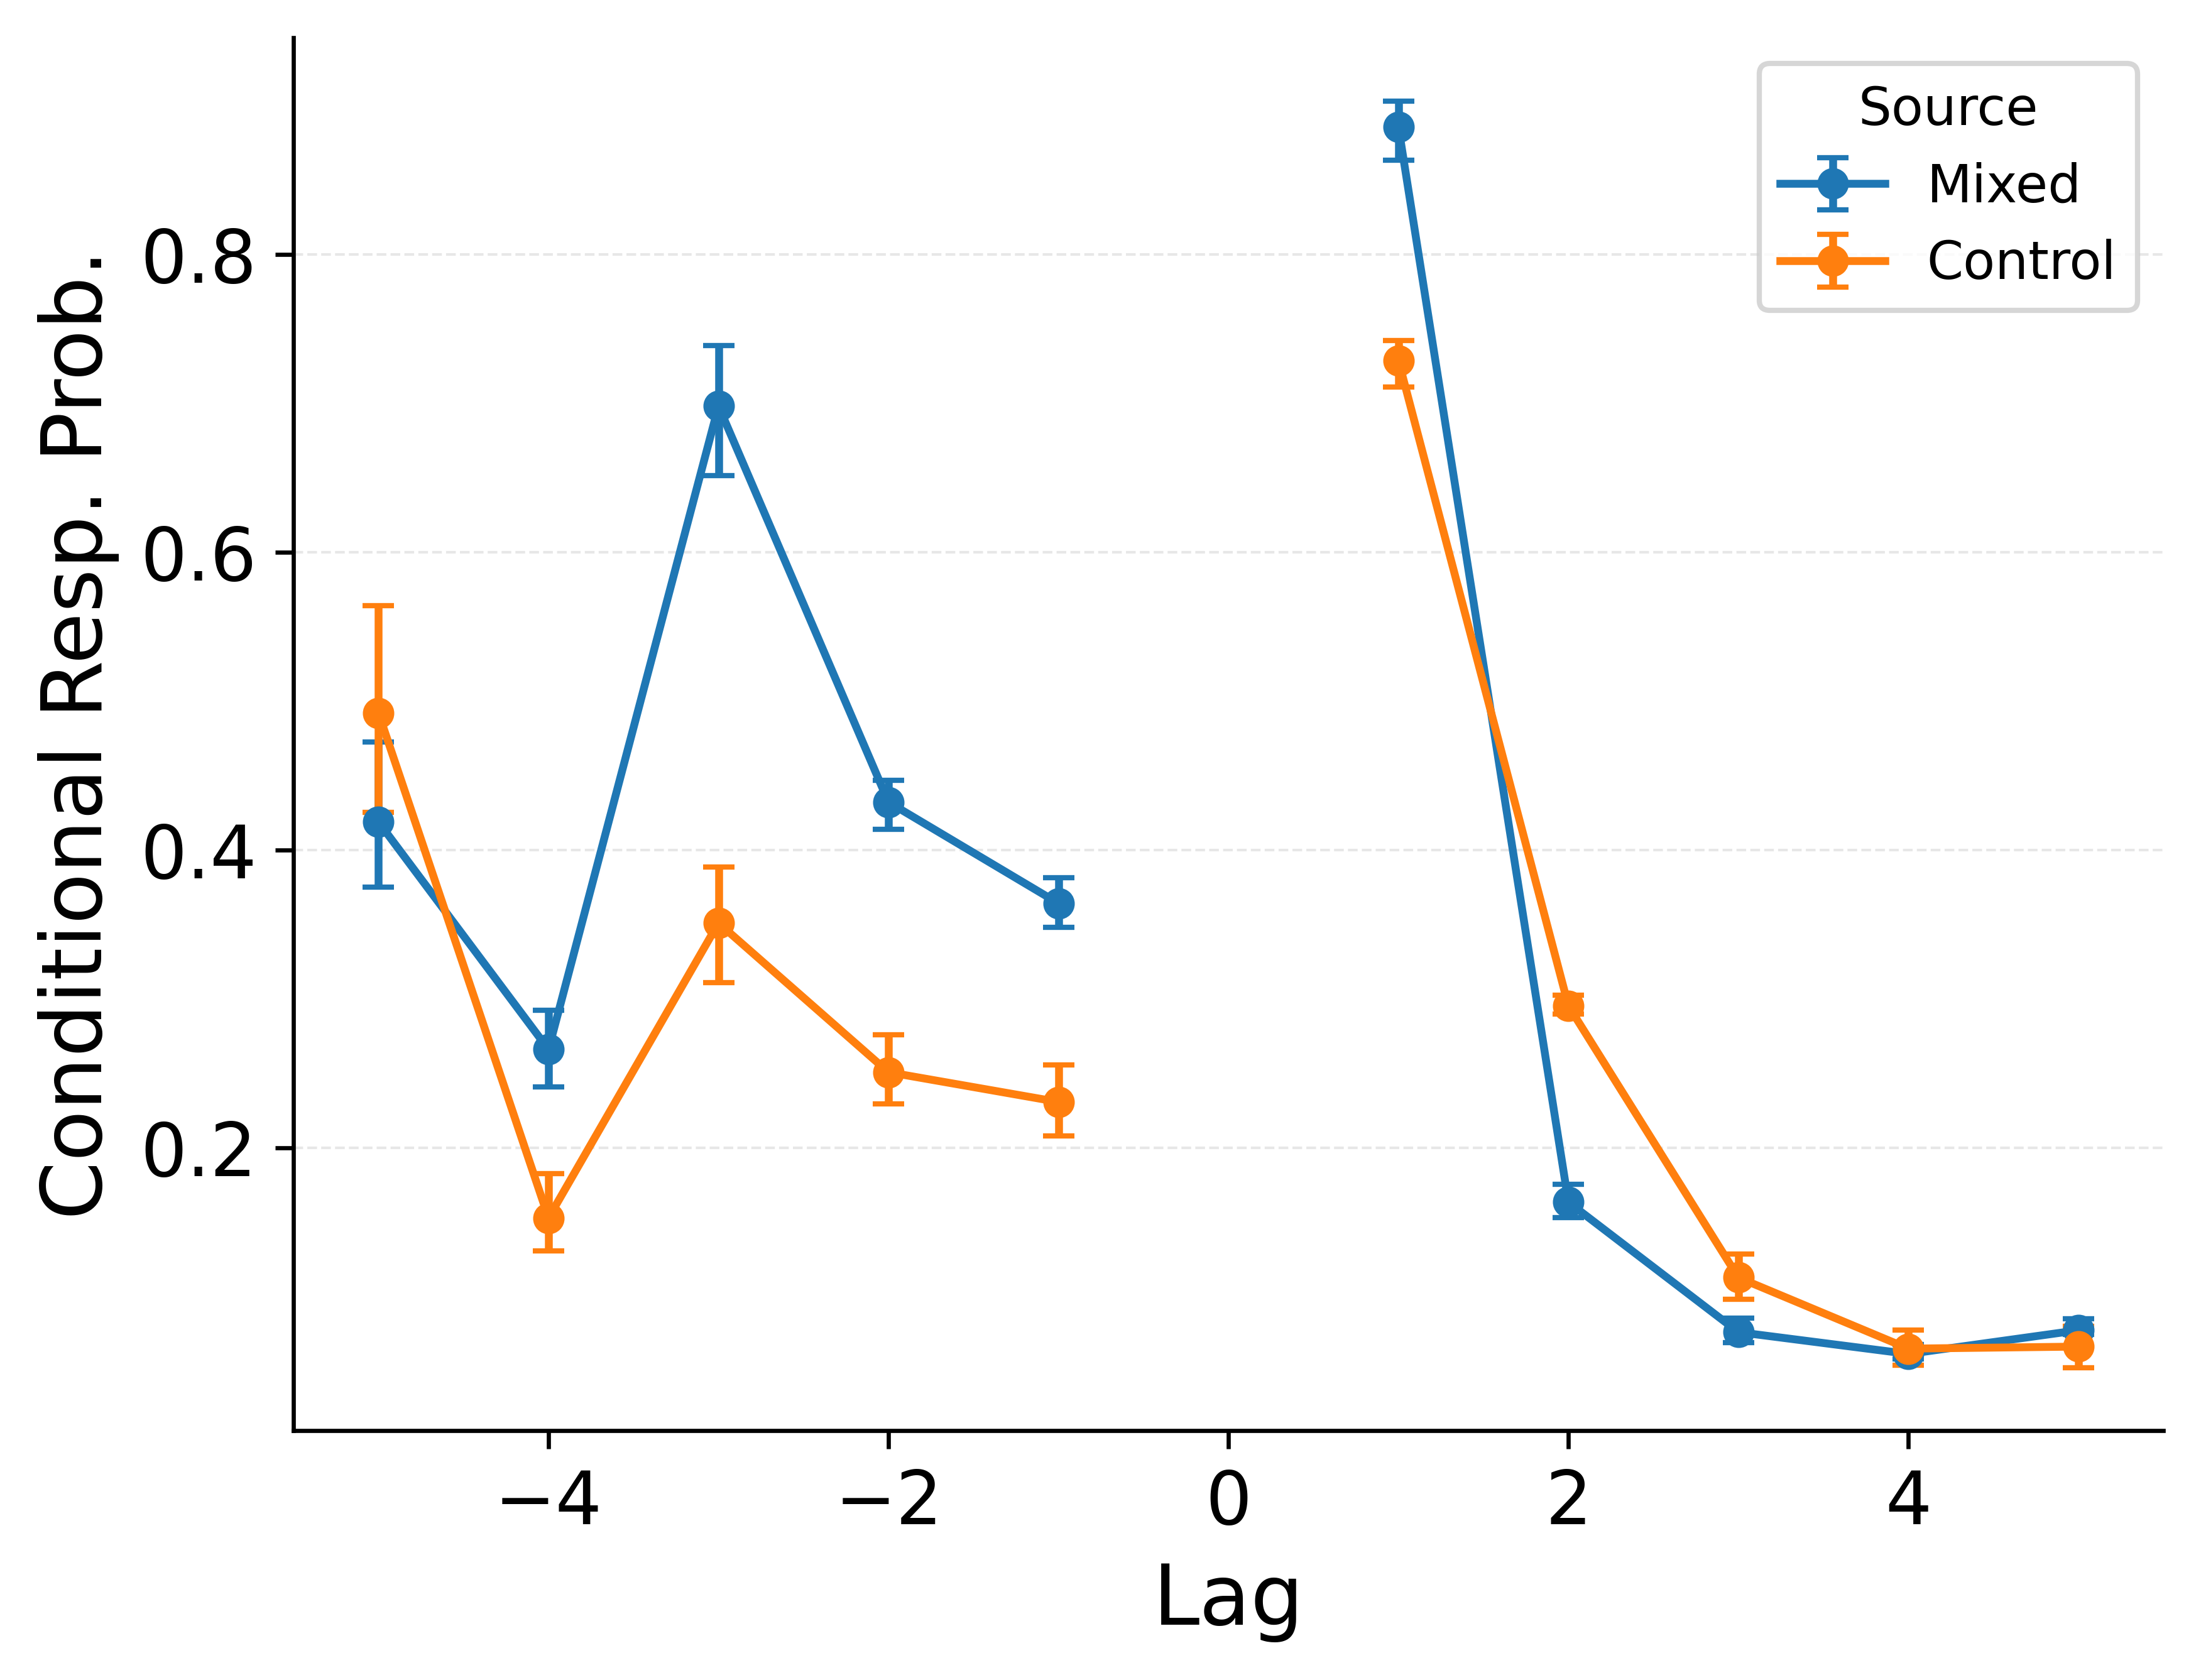 Source
Mixed
Control
Conditional Resp. Prob.
0.8
0.6
0.4
0.2
−4 −2 0 2 4
Lag